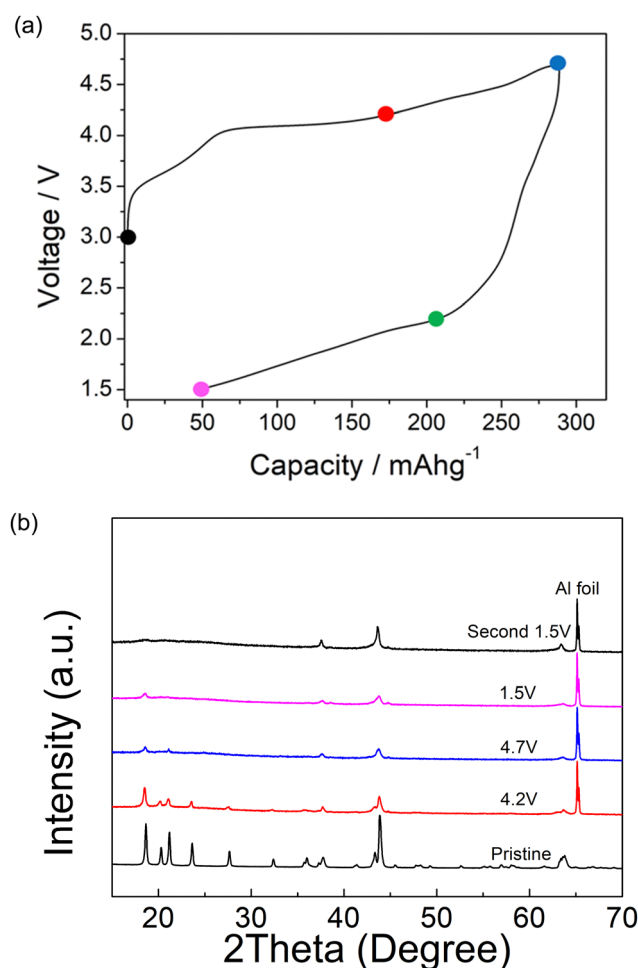 (a)
5.0
4.5
4.0
3.5
3.0
2.5
2.0
1.5
Voltage / V
0 50 100 150 200 250 300
Capacity / mAhg⁻¹
(b)
Al foil
Second 1.5V
1.5V
4.7V
4.2V
Pristine
Intensity (a.u.)
20 30 40 50 60 70
2Theta (Degree)